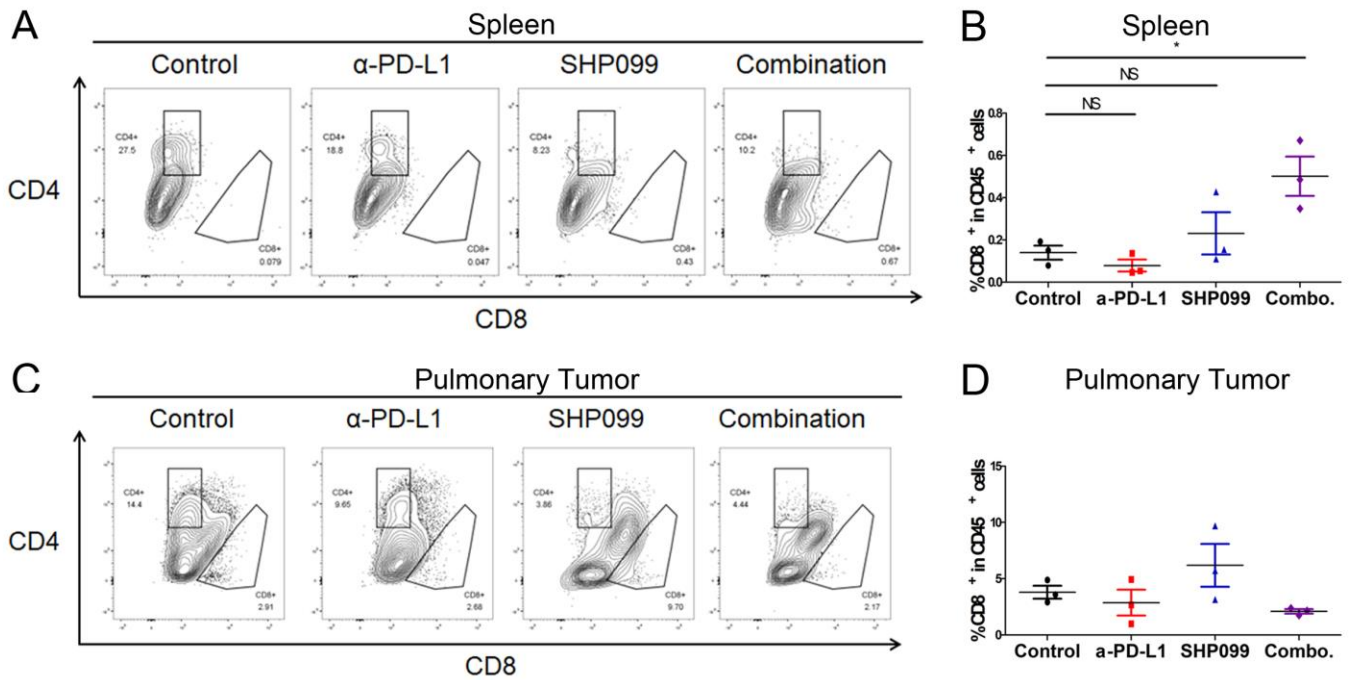 A
Spleen
Control
α-PD-L1
SHP099
Combination
CD4+
27.5
CD8+
0.079
CD4+
18.8
CD8+
0.047
CD4+
8.23
CD8+
0.43
CD4+
10.2
CD8+
0.67
CD4
CD8
B
Spleen
*
NS
NS
%CD8 + in CD45 + cells
0.8
0.6
0.4
0.2
0.0
Control
a-PD-L1
SHP099
Combo.
C
Pulmonary Tumor
Control
α-PD-L1
SHP099
Combination
CD4+
14.4
CD8+
2.91
CD4+
9.65
CD8+
2.68
CD4+
3.86
CD8+
9.70
CD4+
4.44
CD8+
2.17
CD4
CD8
D
Pulmonary Tumor
%CD8 + in CD45 + cells
15
10
5
0
Control
a-PD-L1
SHP099
Combo.